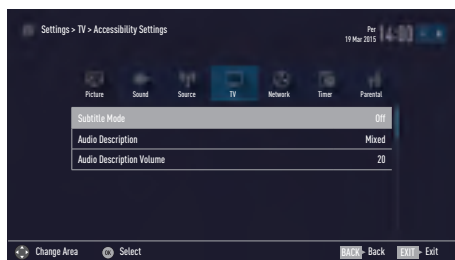 Settings > TV > Accessibility Settings
Per
19 Mar 2015
14:00
Picture Sound Source TV Network Timer Parental
Subtitle Mode Off
Audio Description Mixed
Audio Description Volume 20
Change Area OK Select BACK Back EXIT Exit